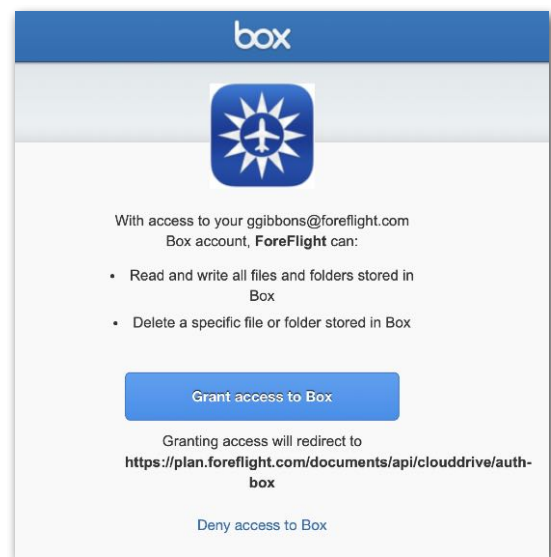 box
With access to your ggibbons@foreflight.com
Box account, ForeFlight can:
• Read and write all files and folders stored in
Box
• Delete a specific file or folder stored in Box
Grant access to Box
Granting access will redirect to
https://plan.foreflight.com/documents/api/clouddrive/auth-
box
Deny access to Box